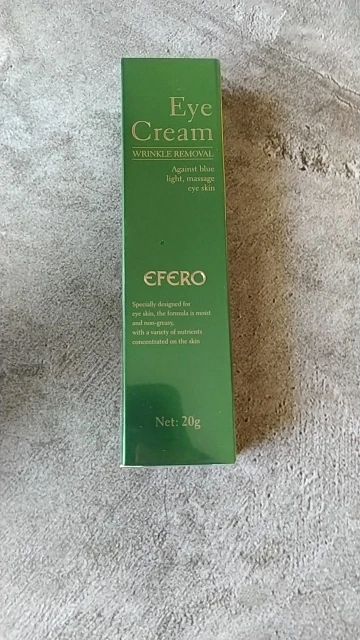 Eye
Cream
WRINKLE REMOVAL
Against blue
light, massage
eye skin
EFERO
Specially designed for
eye skin, the formula is moist
and non-greasy,
with a variety of nutrients
concentrated on the skin
Net: 20g